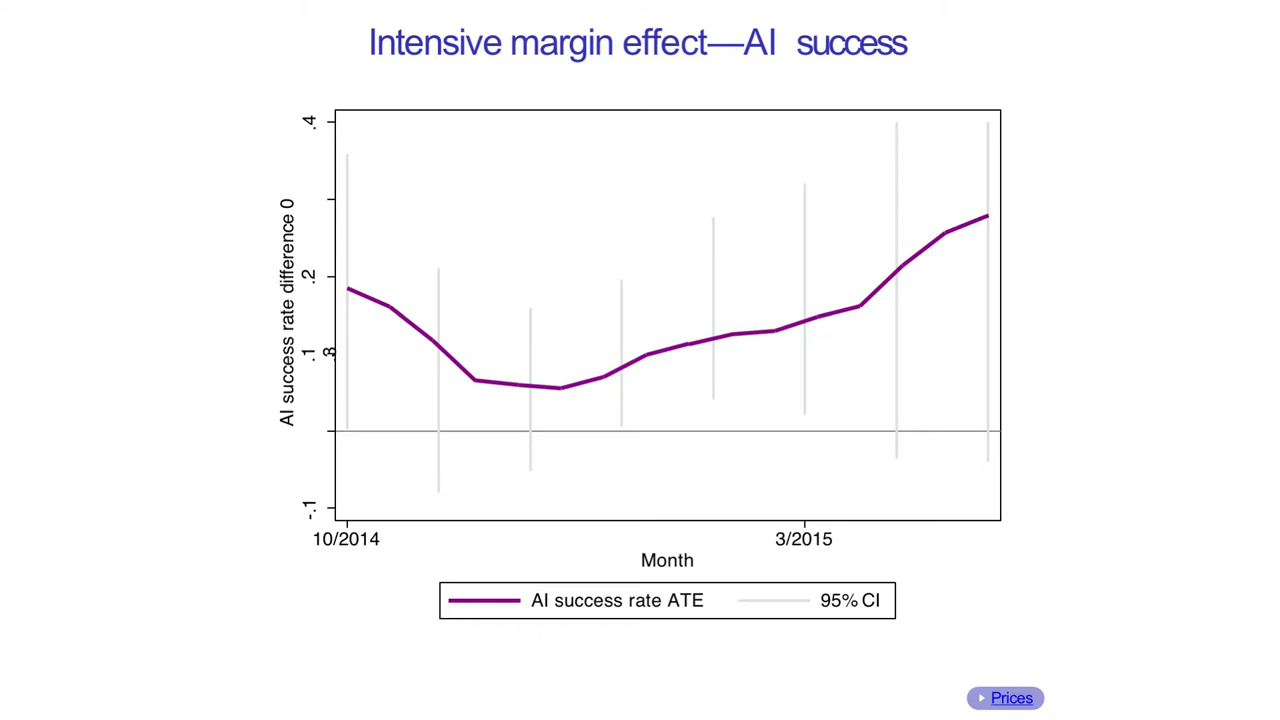 Intensive margin effect—AI success
.4
.2
.1
3
-.1
AI success rate difference 0
10/2014
3/2015
Month
AI success rate ATE
95% CI
Prices